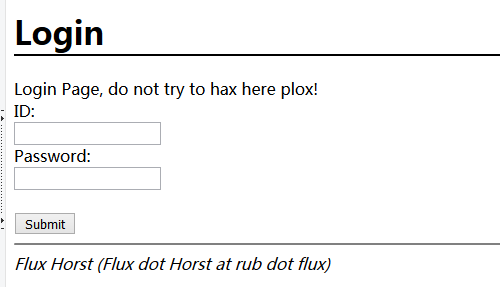 Login
Login Page, do not try to hax here plox!
ID:
Password:
Submit
Flux Horst (Flux dot Horst at rub dot flux)